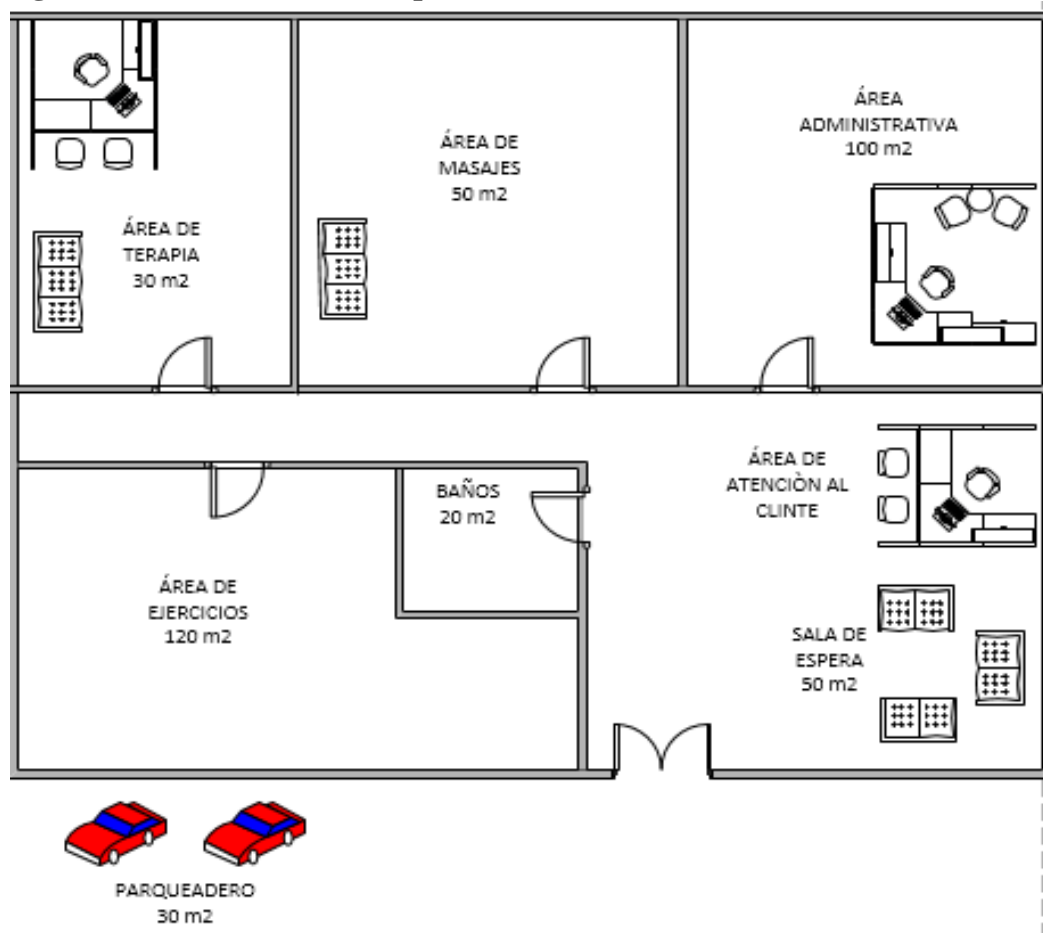 ÁREA DE
TERAPIA
30 m2
ÁREA DE
MASAJES
50 m2
ÁREA
ADMINISTRATIVA
100 m2
ÁREA DE
EJERCICIOS
120 m2
BAÑOS
20 m2
ÁREA DE
ATENCIÒN AL
CLINTE
SALA DE
ESPERA
50 m2
PARQUEADERO
30 m2